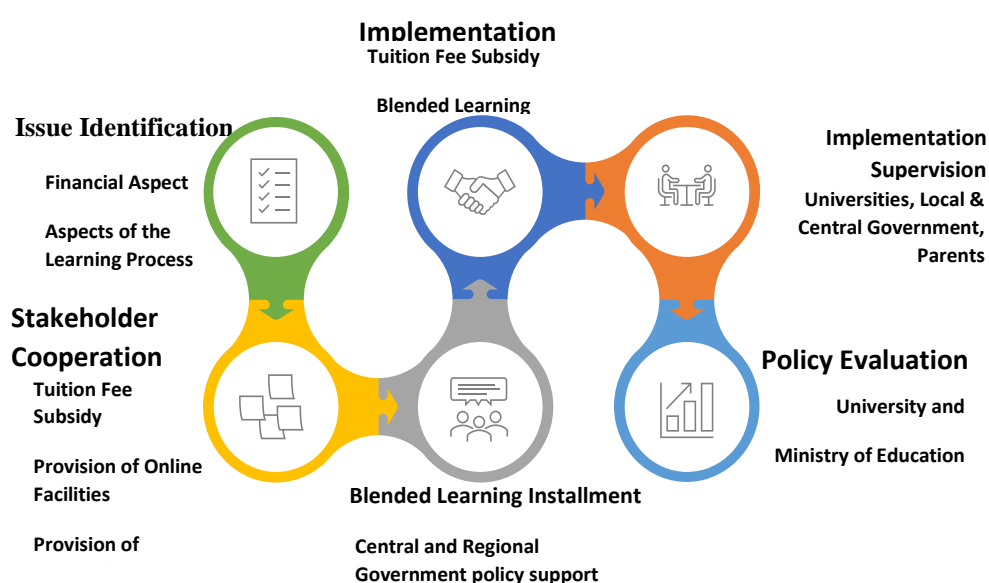 Issue Identification
Financial Aspect
Aspects of the
Learning Process
Stakeholder
Cooperation
Tuition Fee
Subsidy
Provision of Online
Facilities
Provision of
Blended Learning Installment
Central and Regional
Government policy support
Implementation
Tuition Fee Subsidy
Blended Learning
Implementation
Supervision
Universities, Local &
Central Government,
Parents
Policy Evaluation
University and
Ministry of Education